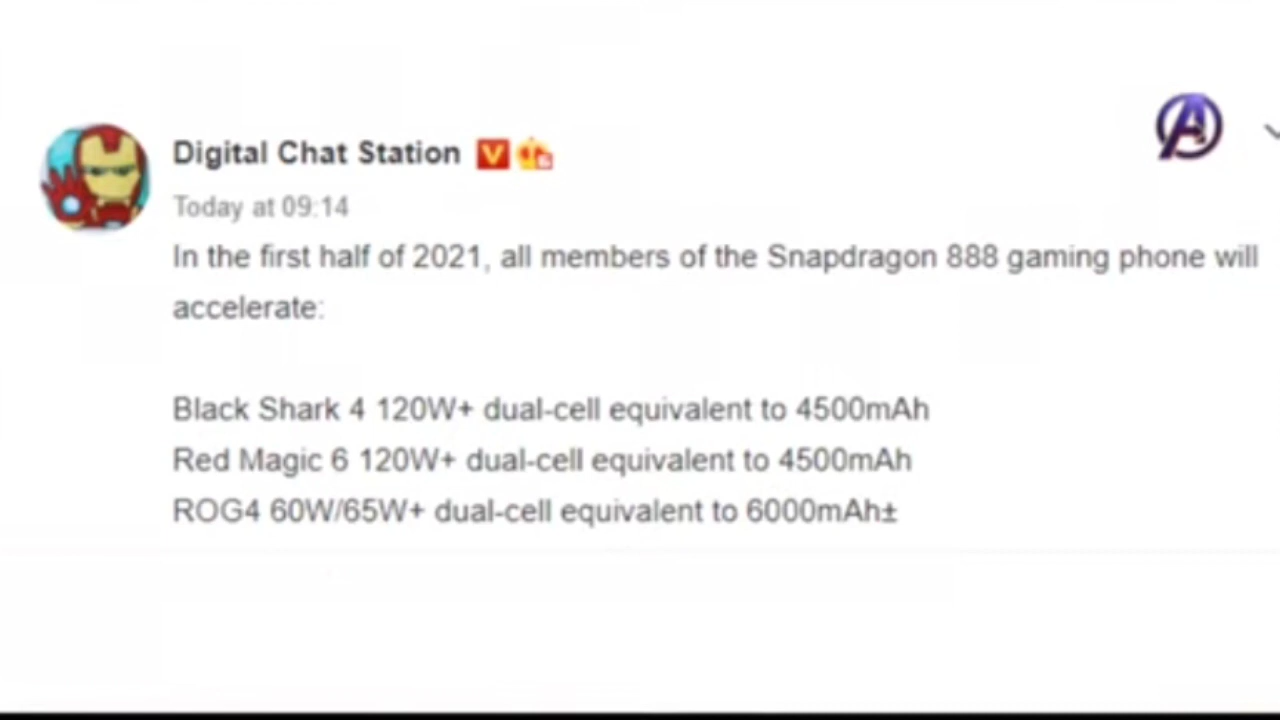 Digital Chat Station
Today at 09:14
In the first half of 2021, all members of the Snapdragon 888 gaming phone will
accelerate:
Black Shark 4 120W+ dual-cell equivalent to 4500mAh
Red Magic 6 120W+ dual-cell equivalent to 4500mAh
ROG4 60W/65W+ dual-cell equivalent to 6000mAh±